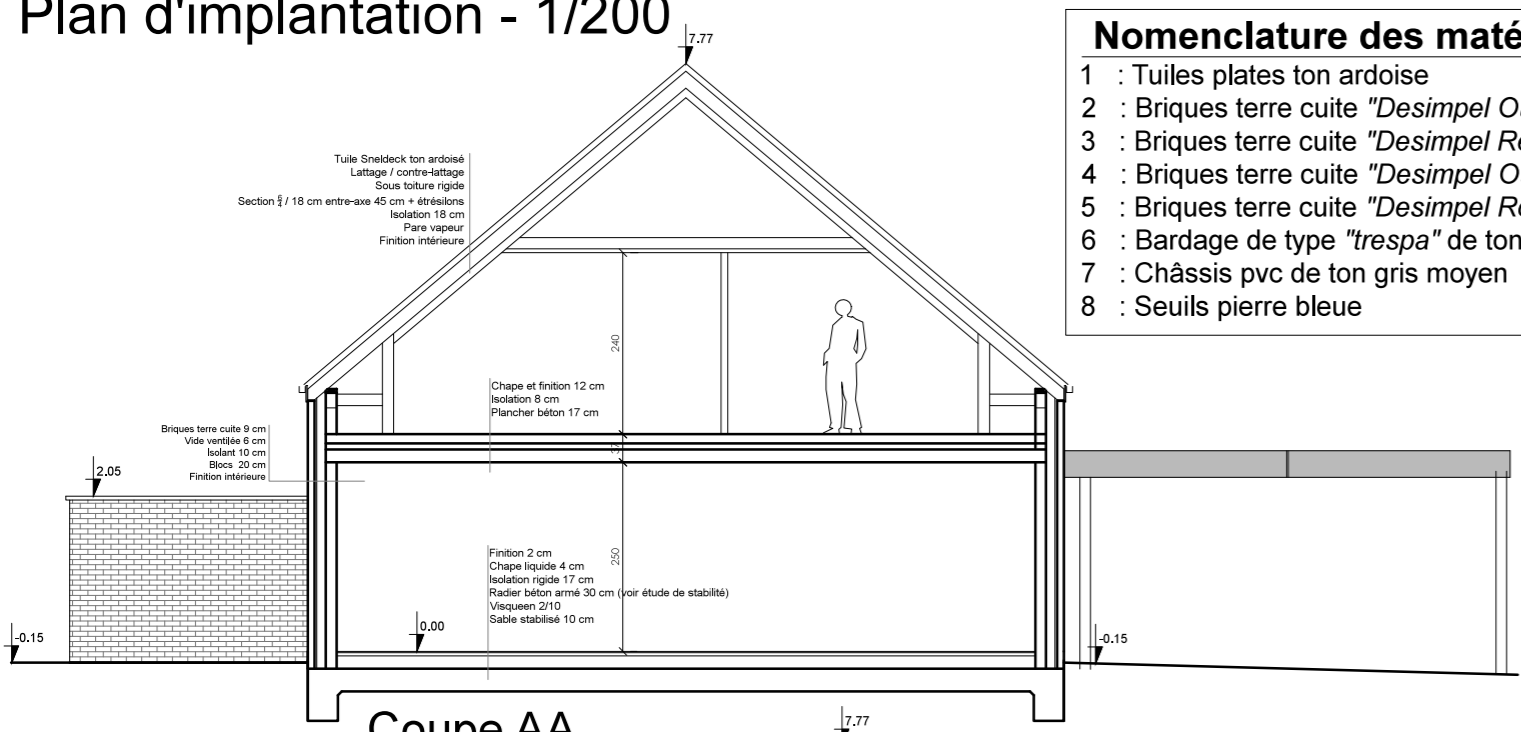 Plan d'implantation - 1/200
7.77
Nomenclature des maté
1 : Tuiles plates ton ardoise
2 : Briques terre cuite "Desimpel
3 : Briques terre cuite "Desimpel
4 : Briques terre cuite "Desimpel
5 : Briques terre cuite "Desimpel
6 : Bardage de type "trespa" de ton
7 : Châssis pvc de ton gris moyen
8 : Seuils pierre bleue
Tuile Sneldeck ton ardoisé
Lattage / contre-lattage
Sous toiture rigide
Section 6/4 / 18 cm entre-axe 45 cm + étrésilons
Isolation 18 cm
Pare vapeur
Finition intérieure
240
Chape et finition 12 cm
Isolation 8 cm
Plancher béton 17 cm
37
Briques terre cuite 9 cm
Vide ventilée 6 cm
Isolant 10 cm
Blocs 20 cm
Finition intérieure
2.05
250
Finition 2 cm
Chape liquide 4 cm
Isolation rigide 17 cm
Radier béton armé 30 cm (voir étude de stabilité)
Visqueen 2/10
Sable stabilisé 10 cm
0.00
-0.15
-0.15
Coupe AA
7.77